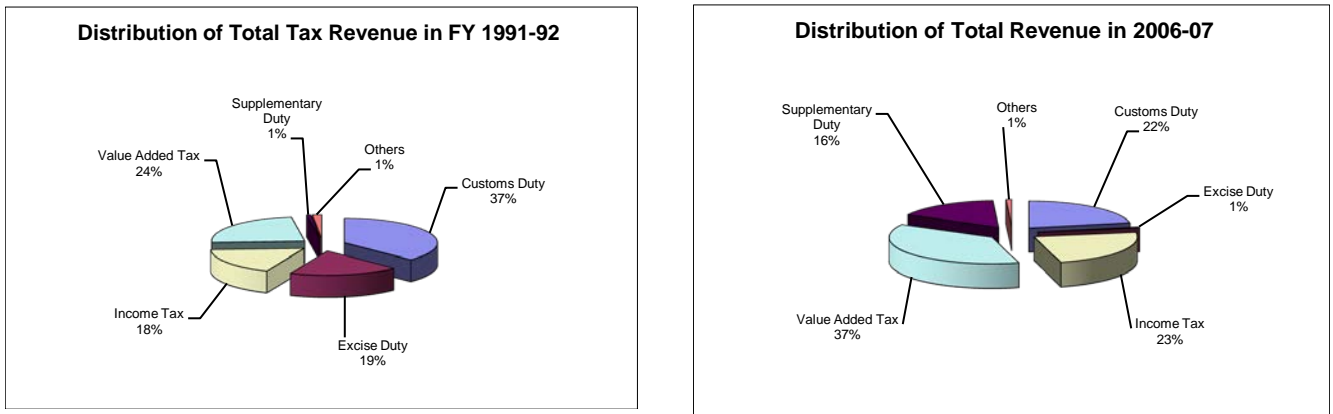 Distribution of Total Tax Revenue in FY 1991-92
Supplementary
Duty
1%
Others
1%
Value Added Tax
24%
Customs Duty
37%
Income Tax
18%
Excise Duty
19%
Distribution of Total Revenue in 2006-07
Supplementary
Duty
16%
Others
1%
Customs Duty
22%
Excise Duty
1%
Value Added Tax
37%
Income Tax
23%